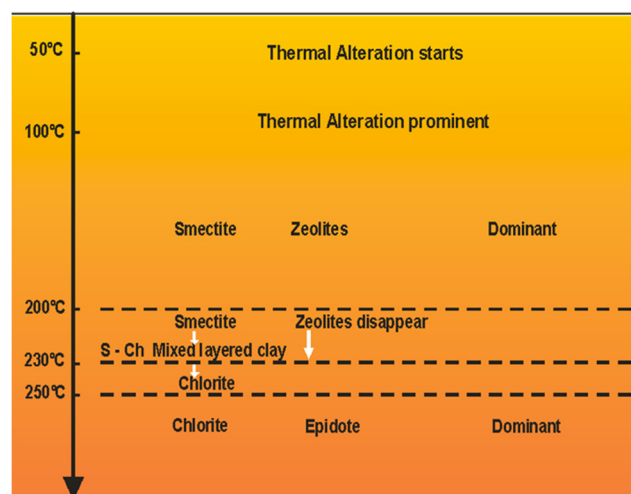 50°C Thermal Alteration starts
100°C Thermal Alteration prominent
Smectite Zeolites Dominant
200°C
Smectite Zeolites disappear
S - Ch Mixed layered clay
230°C
Chlorite
250°C
Chlorite Epidote Dominant